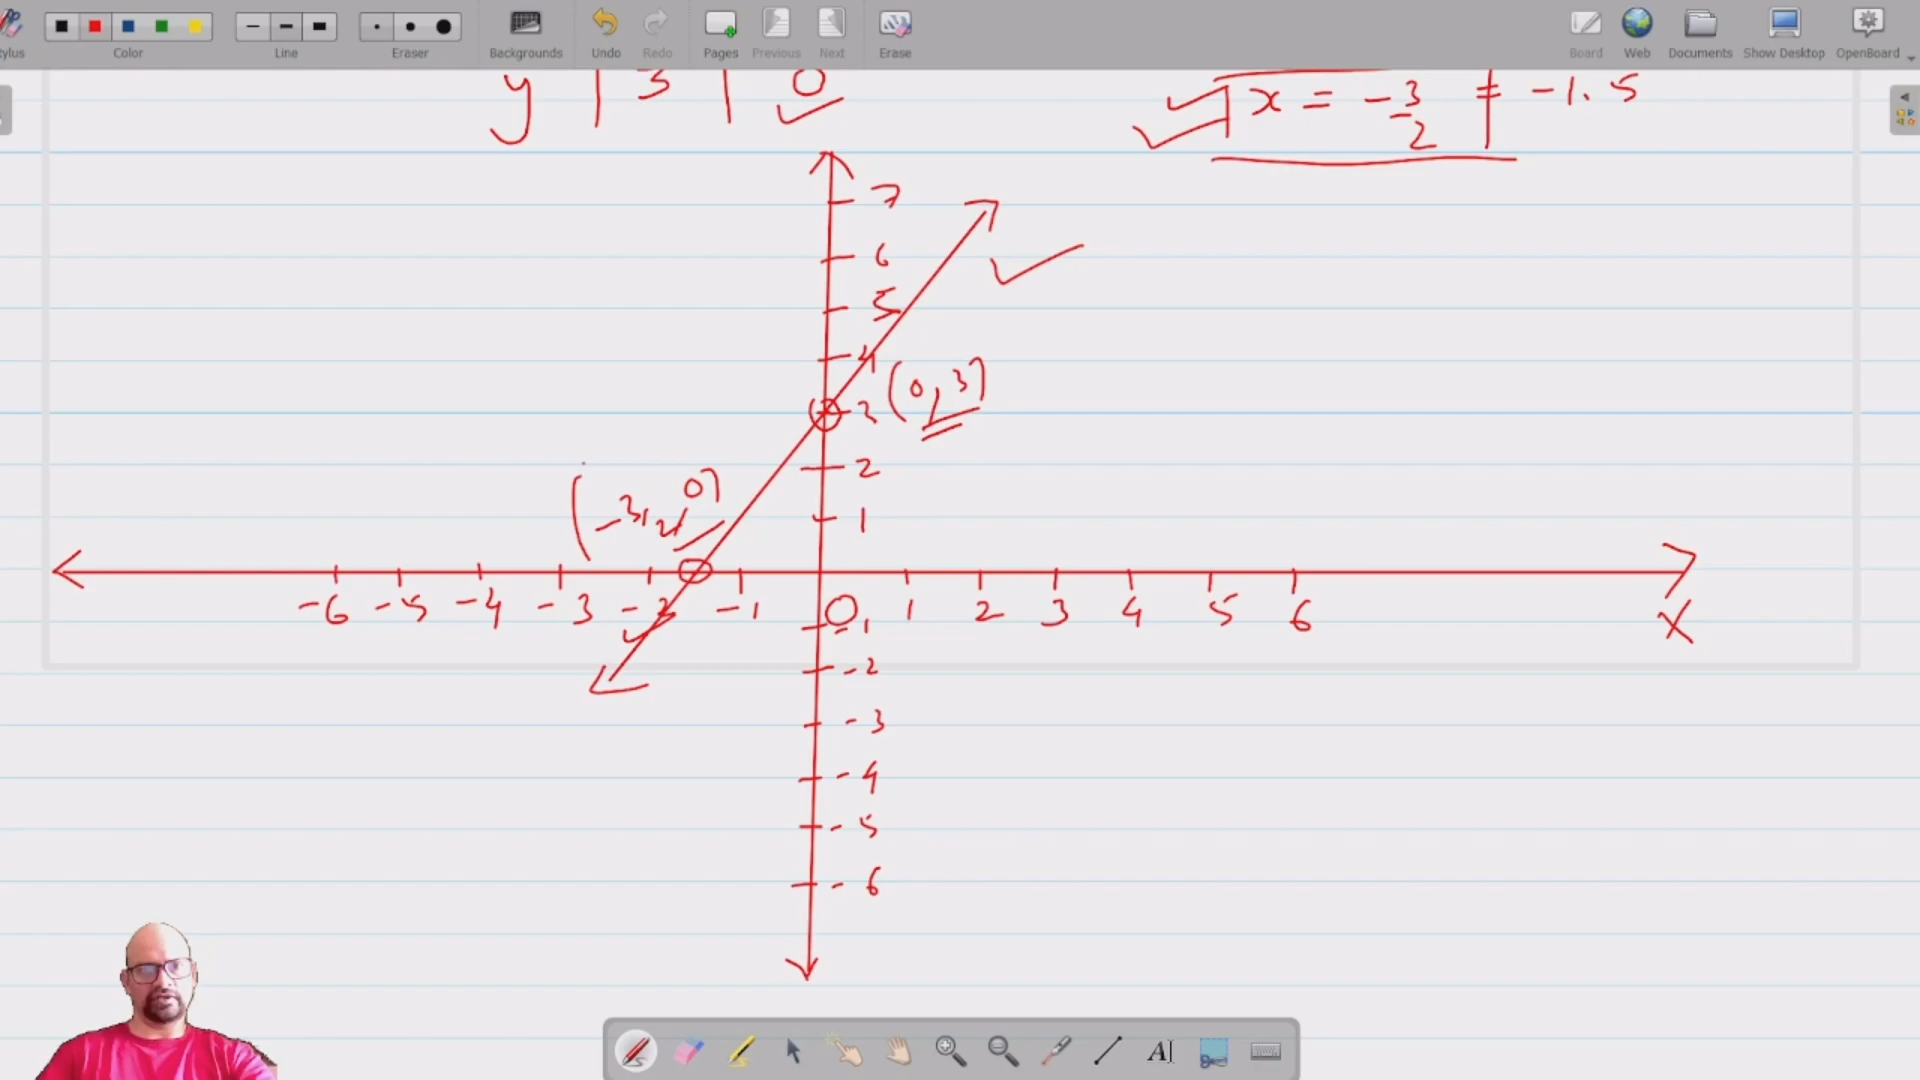 Stylus Color Line Eraser Backgrounds Undo Redo Pages Previous Next Erase Board Web Documents Show Desktop OpenBoard
y | 3 | 0
x = -3/2 = -1.5
7
6
5
4
3 (0, 3)
2
1
(-3/2, 0)
-6 -5 -4 -3 -2 -1 0 1 2 3 4 5 6
X
-1
-2
-3
-4
-5
-6